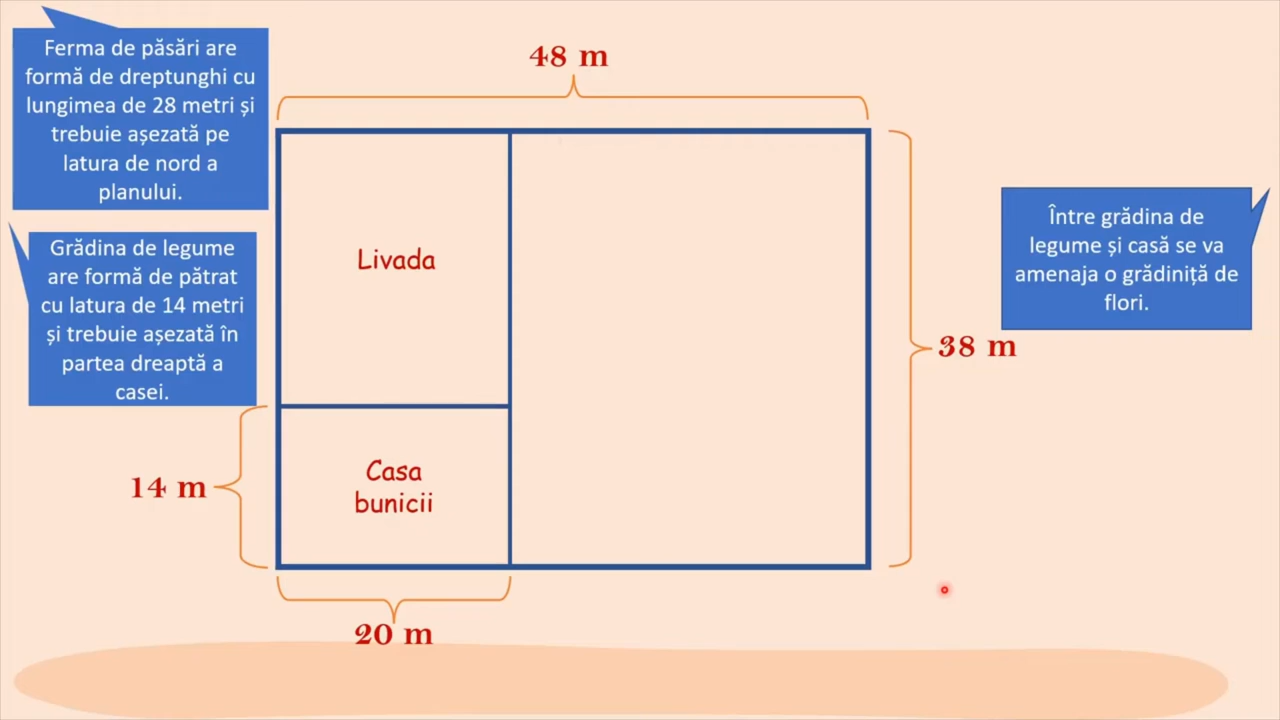 Ferma de păsări are
formă de dreptunghi cu
lungimea de 28 metri și
trebuie așezată pe
latura de nord a
planului.
Grădina de legume
are formă de pătrat
cu latura de 14 metri
și trebuie așezată în
partea dreaptă a
casei.
48 m
Livada
Casa
bunicii
14 m
20 m
38 m
Între grădina de
legume și casă se va
amenaja o grădiniță de
flori.